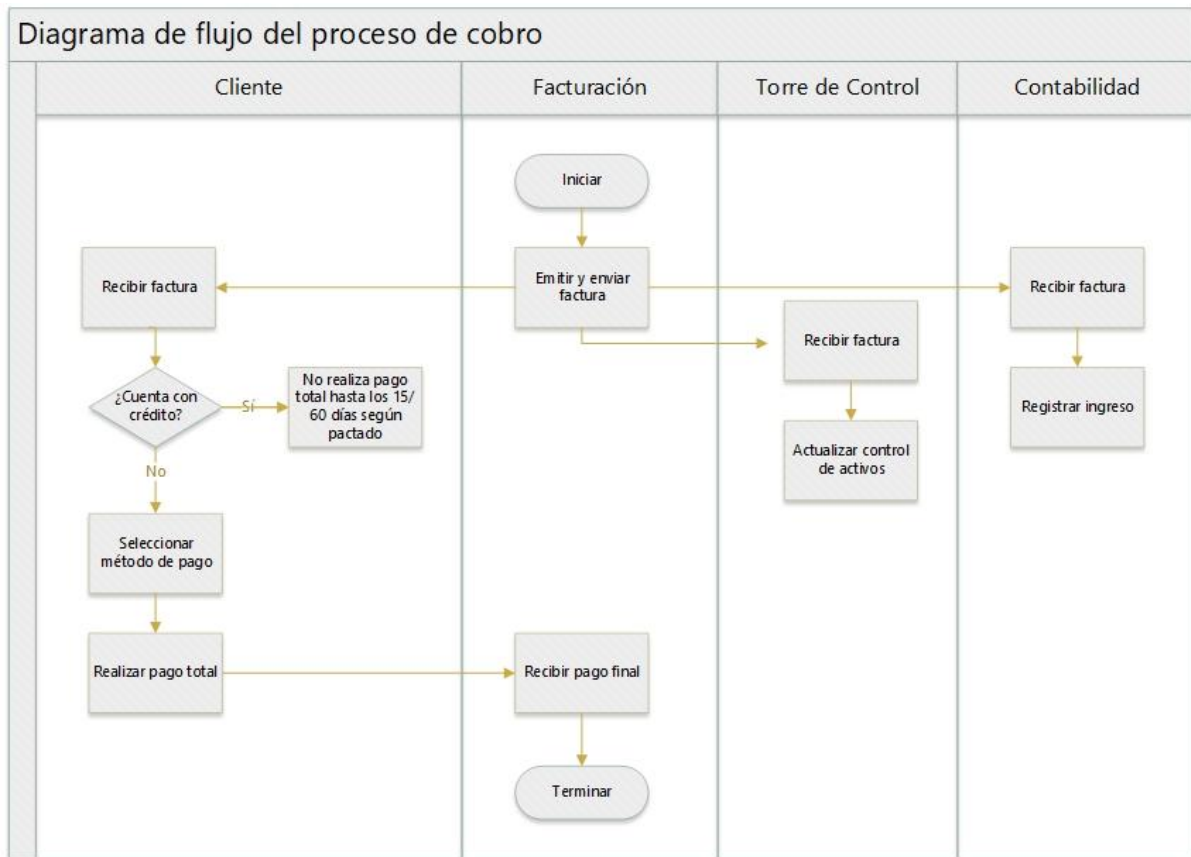 Diagrama de flujo del proceso de cobro
Cliente
Facturación
Torre de Control
Contabilidad
Iniciar
Recibir factura
Emitir y enviar
factura
Recibir factura
Recibir factura
¿Cuenta con
crédito?
Sí
No realiza pago
total hasta los 15/
60 días según
pactado
Registrar ingreso
Actualizar control
de activos
No
Seleccionar
método de pago
Realizar pago total
Recibir pago final
Terminar